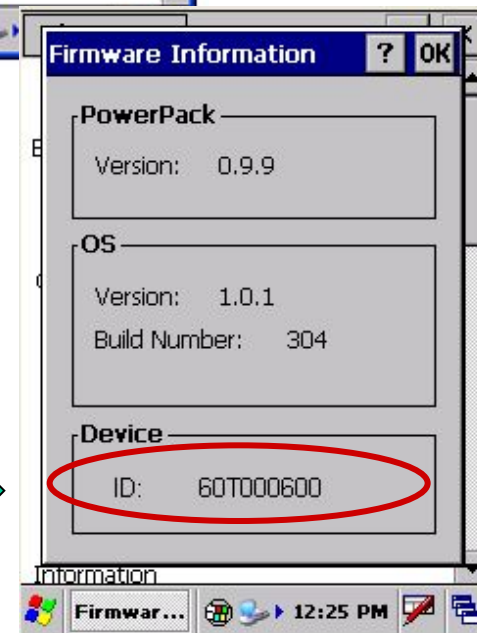 Firmware Information ? OK
PowerPack
Version: 0.9.9
OS
Version: 1.0.1
Build Number: 304
Device
ID: 60T000600
Information
Firmwar... 12:25 PM